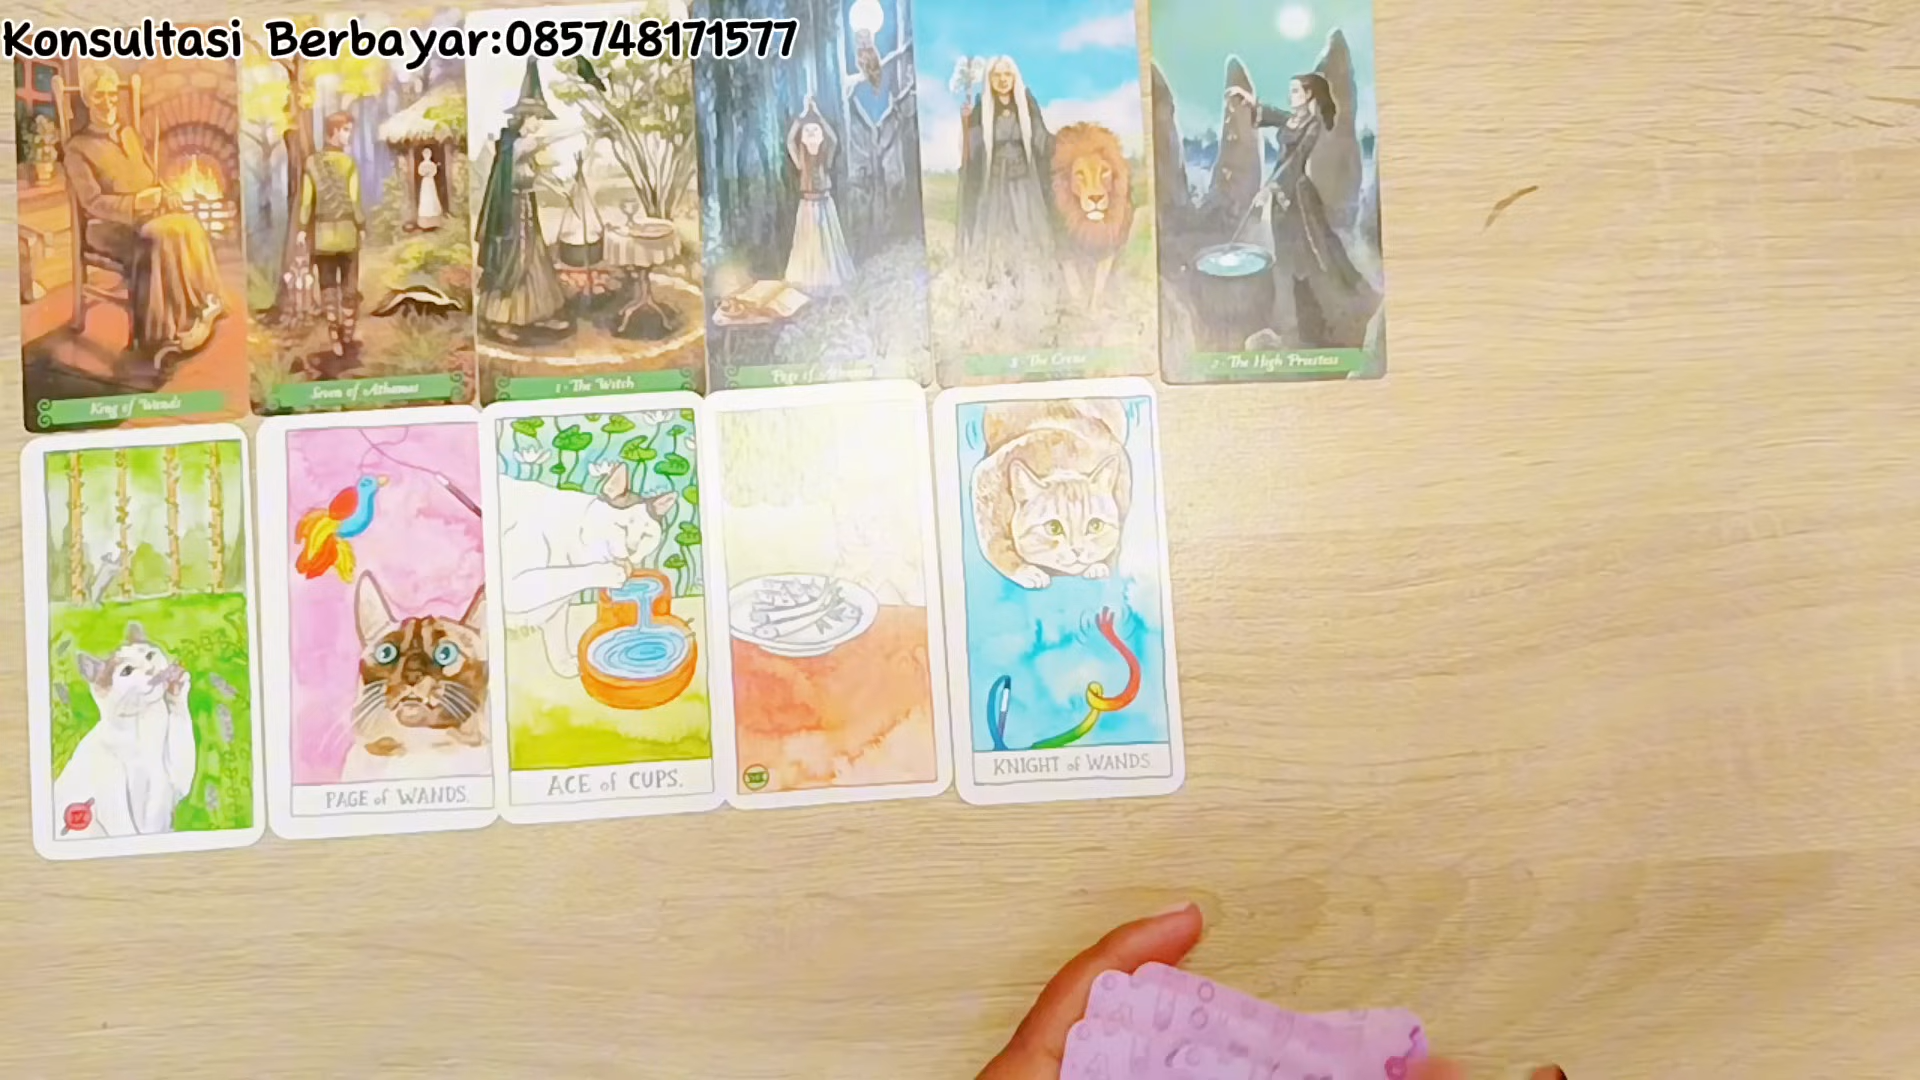 Konsultasi Berbayar:085748171577
King of Wands
Seven of Athames
1 - The Witch
Page of
The Crone
2 - The High Priestess
IV
PAGE of WANDS.
ACE of CUPS.
KNIGHT of WANDS.